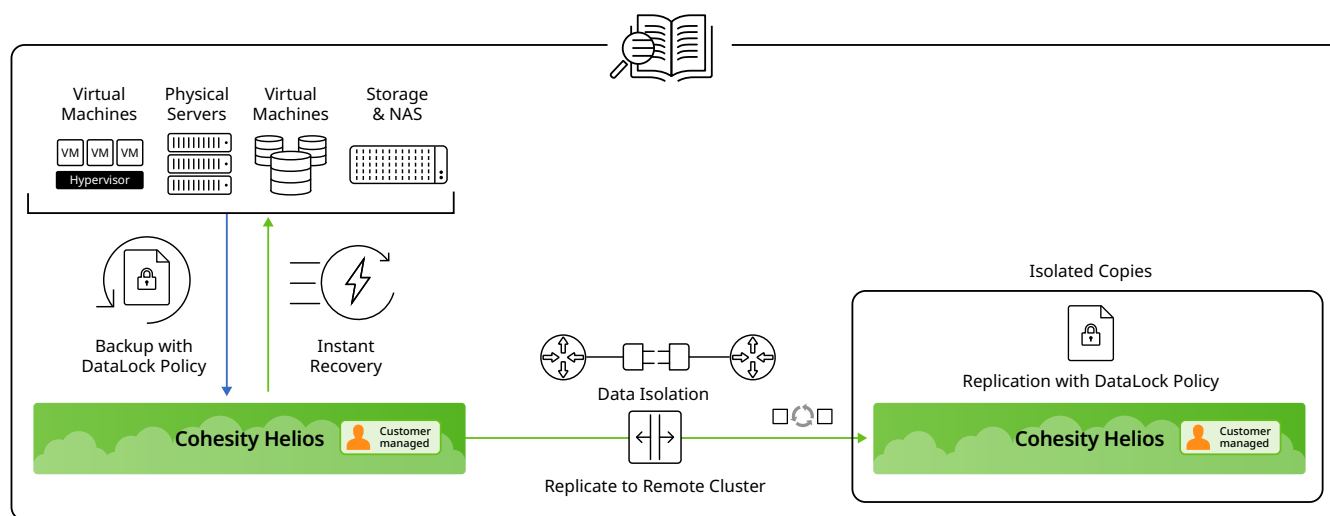 Virtual
Machines
Physical
Servers
Virtual
Machines
Storage
& NAS
VM VM VM
Hypervisor
Backup with
DataLock Policy
Instant
Recovery
Data Isolation
Replicate to Remote Cluster
Cohesity Helios
Customer
managed
Isolated Copies
Replication with DataLock Policy
Cohesity Helios
Customer
managed